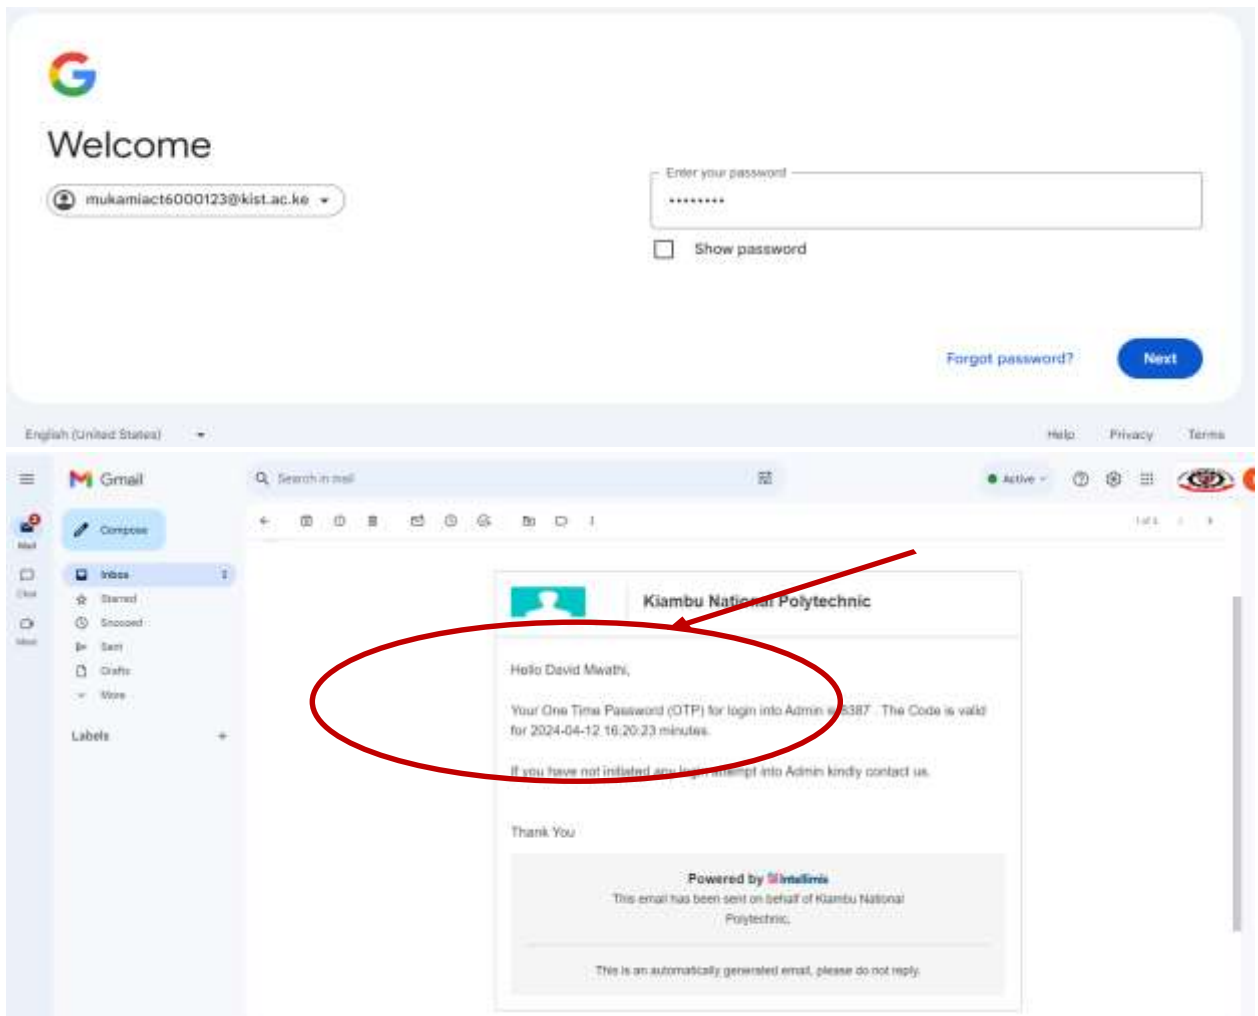 Welcome
mukamiact6000123@kist.ac.ke
Enter your password
••••••••
Show password
Forgot password?
Next
English (United States)
Help Privacy Terms
Gmail
Search in mail
Active
Compose
Mail
Chat
Inbox
Starred
Snoozed
Sent
Drafts
More
Labels
Kiambu National Polytechnic
Hello David Mwathi,
Your One Time Password (OTP) for login into Admin is 8387 . The Code is valid
for 2024-04-12 16:20:23 minutes.
If you have not initiated any login attempt into Admin kindly contact us.
Thank You
Powered by Intellimis
This email has been sent on behalf of Kiambu National
Polytechnic.
This is an automatically generated email, please do not reply.